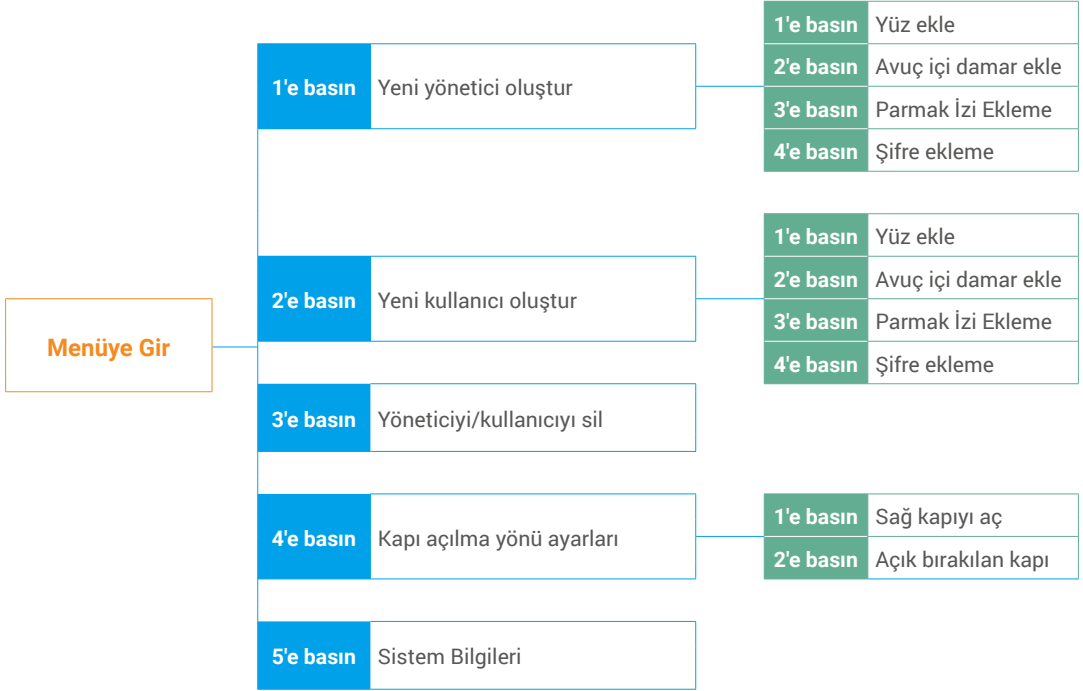 Menüye Gir
1'e basın Yeni yönetici oluştur
1'e basın Yüz ekle
2'e basın Avuç içi damar ekle
3'e basın Parmak İzi Ekleme
4'e basın Şifre ekleme
2'e basın Yeni kullanıcı oluştur
1'e basın Yüz ekle
2'e basın Avuç içi damar ekle
3'e basın Parmak İzi Ekleme
4'e basın Şifre ekleme
3'e basın Yöneticiyi/kullanıcıyı sil
4'e basın Kapı açılma yönü ayarları
1'e basın Sağ kapıyı aç
2'e basın Açık bırakılan kapı
5'e basın Sistem Bilgileri